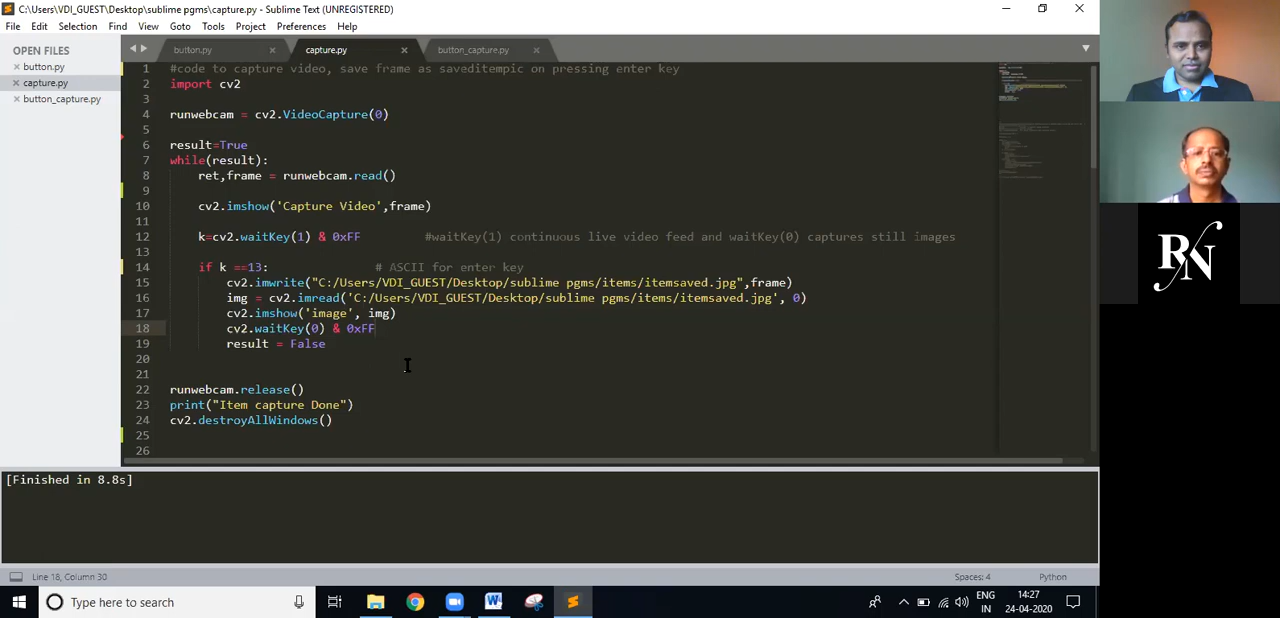 C:\Users\VDI_GUEST\Desktop\sublime pgms\capture.py - Sublime Text (UNREGISTERED)
File Edit Selection Find View Goto Tools Project Preferences Help
OPEN FILES
button.py
capture.py
button_capture.py
button.py capture.py button_capture.py
1 #code to capture video, save frame as saveditempic on pressing enter key
2 import cv2
3
4 runwebcam = cv2.VideoCapture(0)
5
6 result=True
7 while(result):
8 ret,frame = runwebcam.read()
9
10 cv2.imshow('Capture Video',frame)
11
12 k=cv2.waitKey(1) & 0xFF #waitKey(1) continuous live video feed and waitKey(0) captures still images
13
14 if k ==13: # ASCII for enter key
15 cv2.imwrite("C:/Users/VDI_GUEST/Desktop/sublime pgms/items/itemsaved.jpg",frame)
16 img = cv2.imread('C:/Users/VDI_GUEST/Desktop/sublime pgms/items/itemsaved.jpg', 0)
17 cv2.imshow('image', img)
18 cv2.waitKey(0) & 0xFF
19 result = False
20
21
22 runwebcam.release()
23 print("Item capture Done")
24 cv2.destroyAllWindows()
25
26
[Finished in 8.8s]
Line 18, Column 30 Spaces: 4 Python
Type here to search
ENG
IN
14:27
24-04-2020
RN